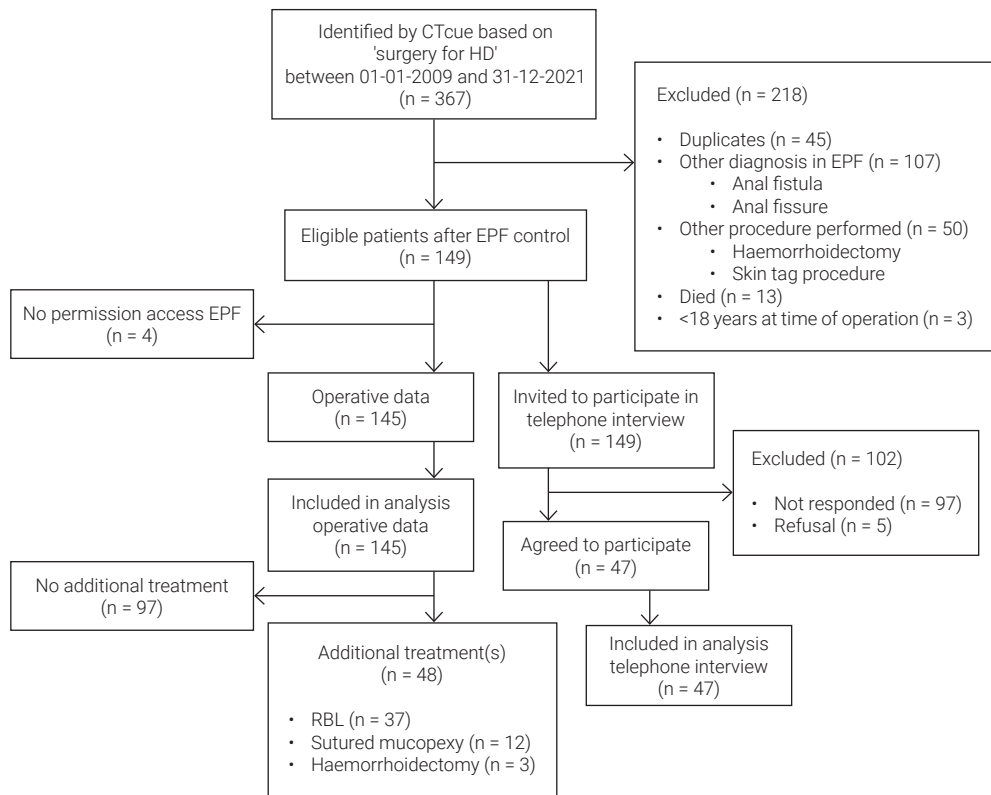 Identified by CTcue based on
'surgery for HD'
between 01-01-2009 and 31-12-2021
(n = 367)
Excluded (n = 218)
• Duplicates (n = 45)
• Other diagnosis in EPF (n = 107)
• Anal fistula
• Anal fissure
• Other procedure performed (n = 50)
• Haemorrhoidectomy
• Skin tag procedure
• Died (n = 13)
• <18 years at time of operation (n = 3)
Eligible patients after EPF control
(n = 149)
No permission access EPF
(n = 4)
Operative data
(n = 145)
Invited to participate in
telephone interview
(n = 149)
Excluded (n = 102)
• Not responded (n = 97)
• Refusal (n = 5)
Included in analysis
operative data
(n = 145)
Agreed to participate
(n = 47)
No additional treatment
(n = 97)
Additional treatment(s)
(n = 48)
• RBL (n = 37)
• Sutured mucopexy (n = 12)
• Haemorrhoidectomy (n = 3)
Included in analysis
telephone interview
(n = 47)